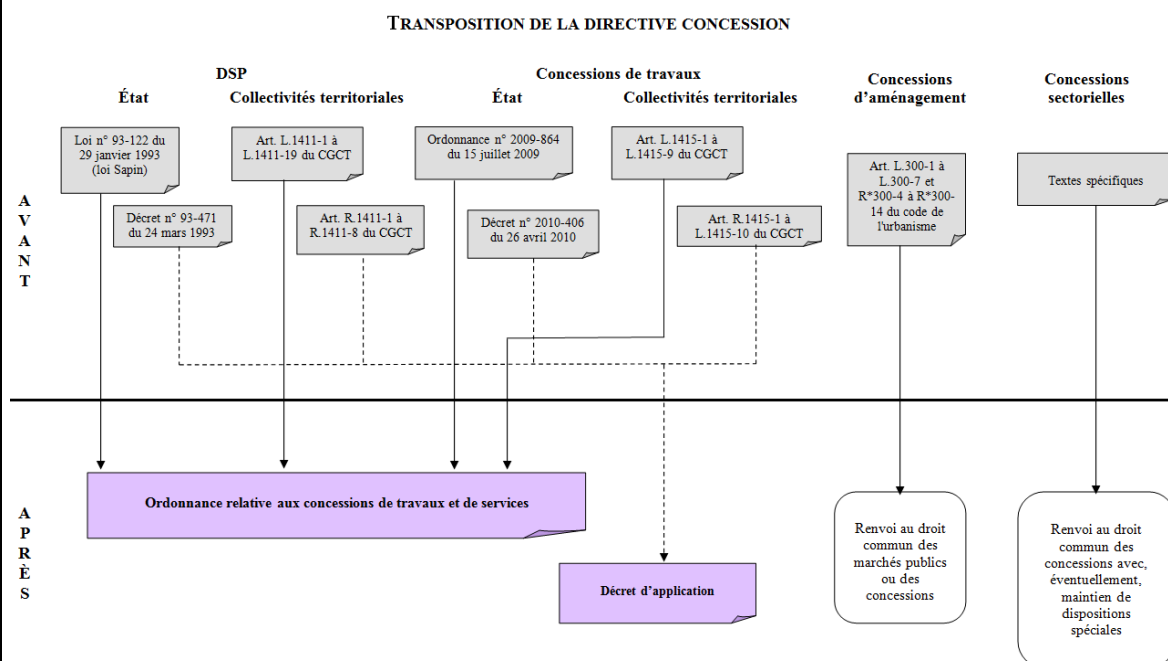 TRANSPOSITION DE LA DIRECTIVE CONCESSION
DSP
État
Collectivités territoriales
Concessions de travaux
État
Collectivités territoriales
Concessions
d'aménagement
Concessions
sectorielles
A
V
A
N
T
Loi n° 93-122 du
29 janvier 1993
(loi Sapin)
Art. L.1411-1 à
L.1411-19 du CGCT
Ordonnance n° 2009-864
du 15 juillet 2009
Art. L.1415-1 à
L.1415-9 du CGCT
Art. L.300-1 à
L.300-7 et
R*300-4 à R*300-
14 du code de
l'urbanisme
Textes spécifiques
Décret n° 93-471
du 24 mars 1993
Art. R.1411-1 à
R.1411-8 du CGCT
Décret n° 2010-406
du 26 avril 2010
Art. R.1415-1 à
L.1415-10 du CGCT
A
P
R
È
S
Ordonnance relative aux concessions de travaux et de services
Décret d'application
Renvoi au droit
commun des
marchés publics
ou des
concessions
Renvoi au droit
commun des
concessions avec,
éventuellement,
maintien de
dispositions
spéciales